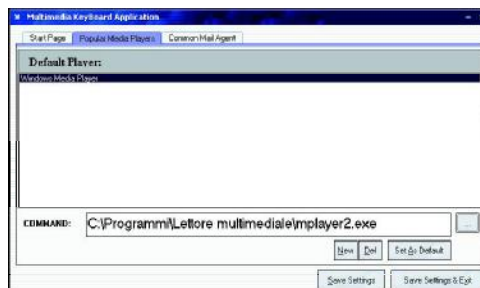 Multimedia Keyboard Application
Start Page Popular Media Players Common Mail Agent
Default Player:
Windows Media Player
COMMAND: C:\Programmi\Lettore multimediale\mplayer2.exe ...
New Del Set As Default
Save Settings Save Settings & Exit